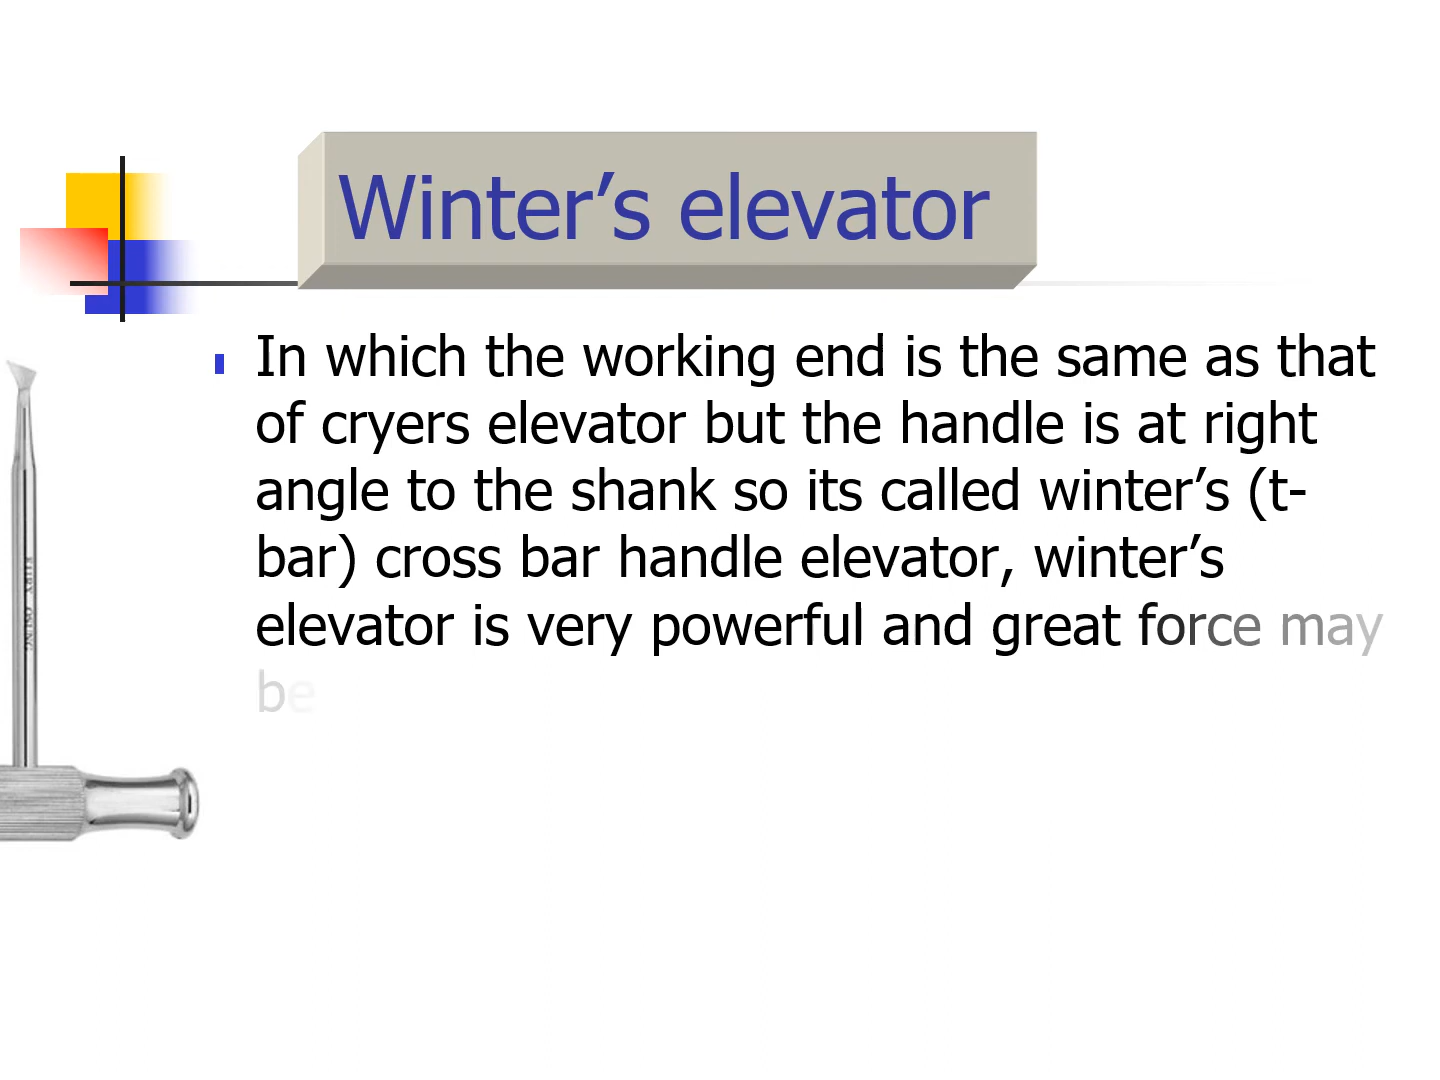 Winter’s elevator
In which the working end is the same as that
of cryers elevator but the handle is at right
angle to the shank so its called winter’s (t-
bar) cross bar handle elevator, winter’s
elevator is very powerful and great force may
be